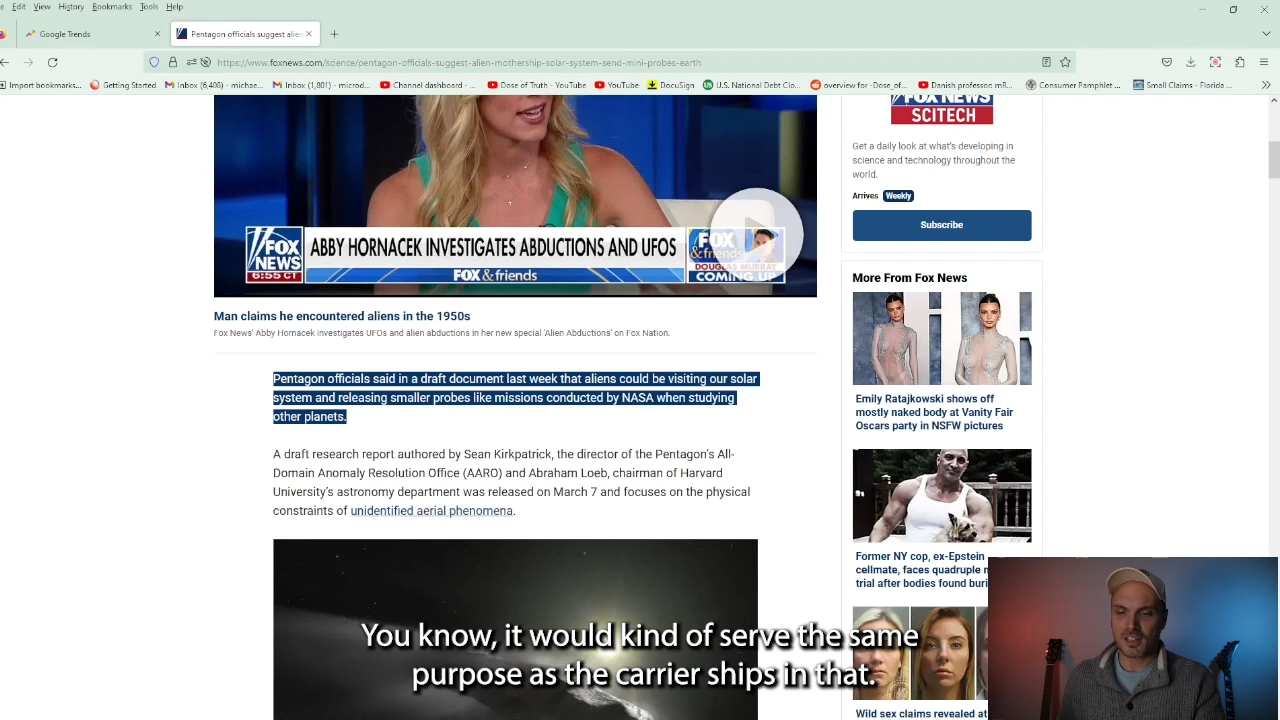 e Edit View History Bookmarks Tools Help
Google Trends
Pentagon officials suggest alien
https://www.foxnews.com/science/pentagon-officials-suggest-alien-mothership-solar-system-send-mini-probes-earth
Import bookmarks...
Getting Started
Inbox (6,408) - michae...
Inbox (1,801) - microd...
Channel dashboard - ...
Dose of Truth - YouTube
YouTube
DocuSign
U.S. National Debt Clo...
overview for -Dose_of...
Danish professor: mR...
Consumer Pamphlet ...
Small Claims - Florida ...
FOX NEWS
SCITECH
Get a daily look at what's developing in
science and technology throughout the
world.
Arrives Weekly
Subscribe
FOX
NEWS
6:55 CT
ABBY HORNACEK INVESTIGATES ABDUCTIONS AND UFOS
FOX & friends
FOX
& friends
DOUGLAS MURRAY
COMING UP
Man claims he encountered aliens in the 1950s
Fox News' Abby Hornacek investigates UFOs and alien abductions in her new special 'Alien Abductions' on Fox Nation.
Pentagon officials said in a draft document last week that aliens could be visiting our solar
system and releasing smaller probes like missions conducted by NASA when studying
other planets.
A draft research report authored by Sean Kirkpatrick, the director of the Pentagon's All-
Domain Anomaly Resolution Office (AARO) and Abraham Loeb, chairman of Harvard
University's astronomy department was released on March 7 and focuses on the physical
constraints of unidentified aerial phenomena.
More From Fox News
Emily Ratajkowski shows off
mostly naked body at Vanity Fair
Oscars party in NSFW pictures
Former NY cop, ex-Epstein
cellmate, faces quadruple
trial after bodies found buri
Wild sex claims revealed at
You know, it would kind of serve the same
purpose as the carrier ships in that.